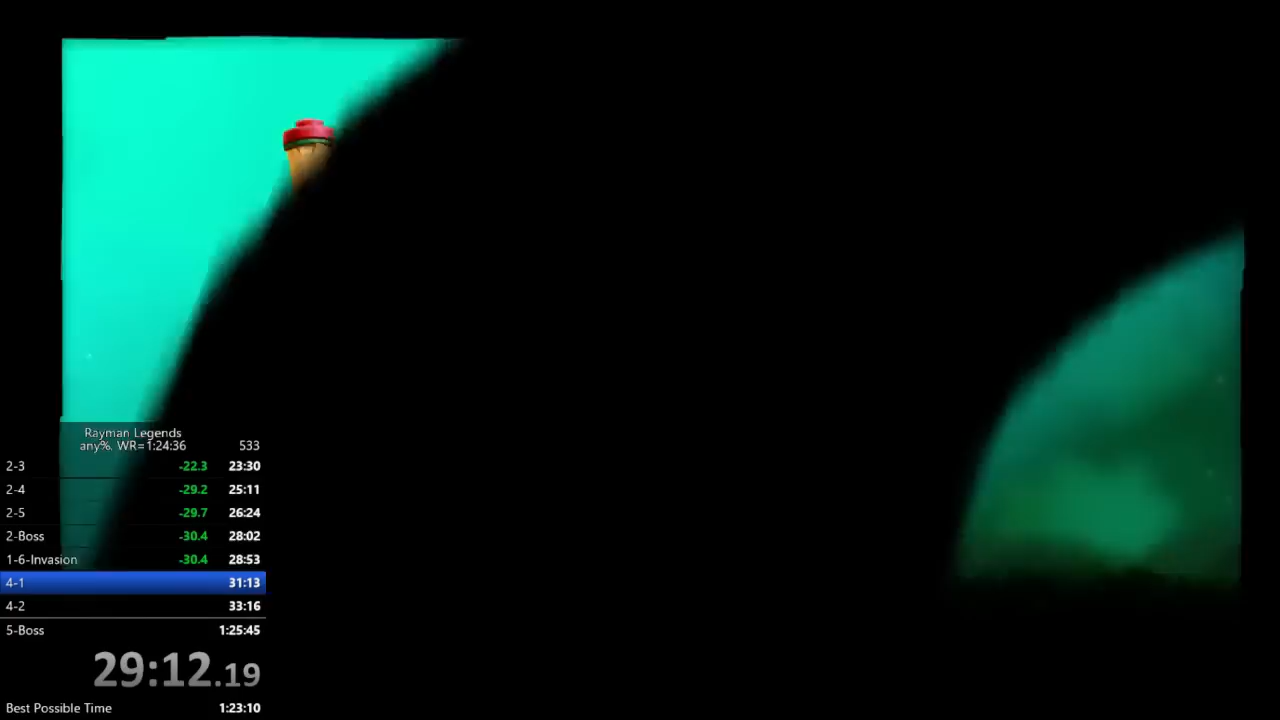 Rayman Legends
any%. WR=1:24:36 533
2-3 -22.3 23:30
2-4 -29.2 25:11
2-5 -29.7 26:24
2-Boss -30.4 28:02
1-6-Invasion -30.4 28:53
4-1 31:13
4-2 33:16
5-Boss 1:25:45
29:12.19
Best Possible Time 1:23:10